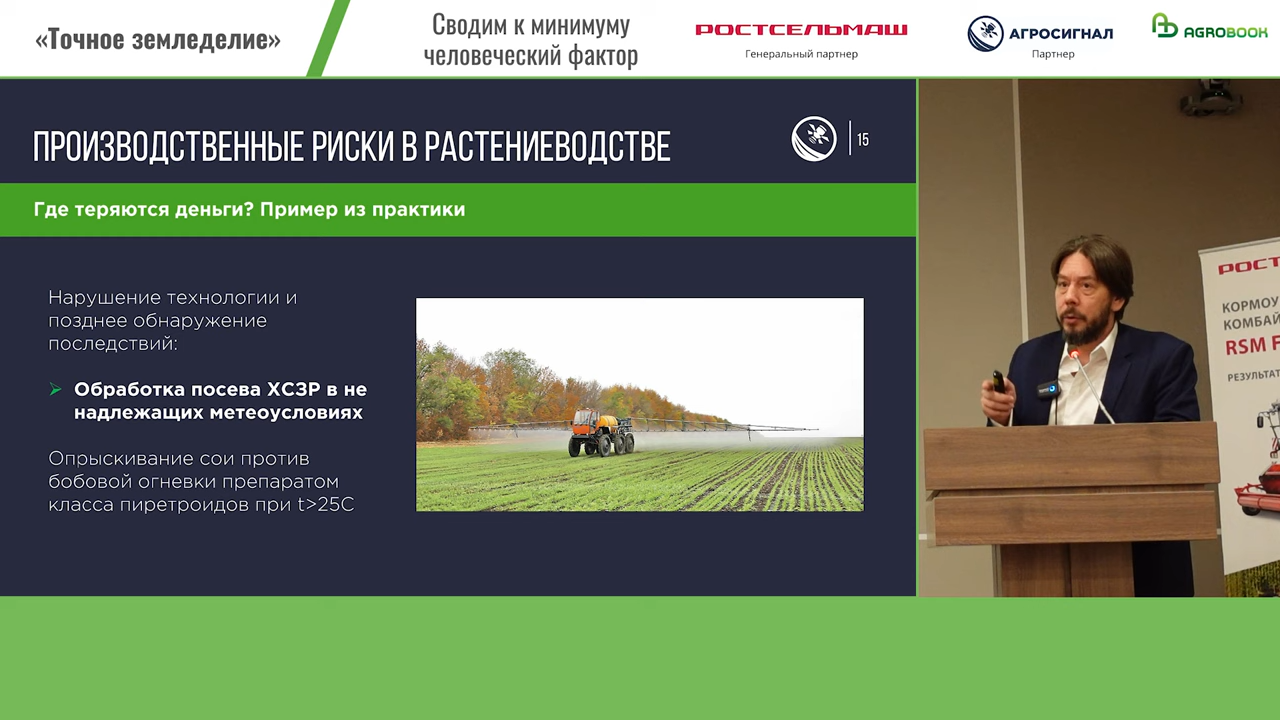 «Точное земледелие»
Сводим к минимуму
человеческий фактор
РОСТСЕЛЬМАШ
Генеральный партнер
АГРОСИГНАЛ
Партнер
AGROBOOK
ПРОИЗВОДСТВЕННЫЕ РИСКИ В РАСТЕНИЕВОДСТВЕ
15
Где теряются деньги? Пример из практики
Нарушение технологии и
позднее обнаружение
последствий:
Обработка посева ХСЗР в не
надлежащих метеоусловиях
Опрыскивание сои против
бобовой огневки препаратом
класса пиретроидов при t>25C
РОСТ
КОРМОУ
КОМБАЙ
RSM F
РЕЗУЛЬТАТ